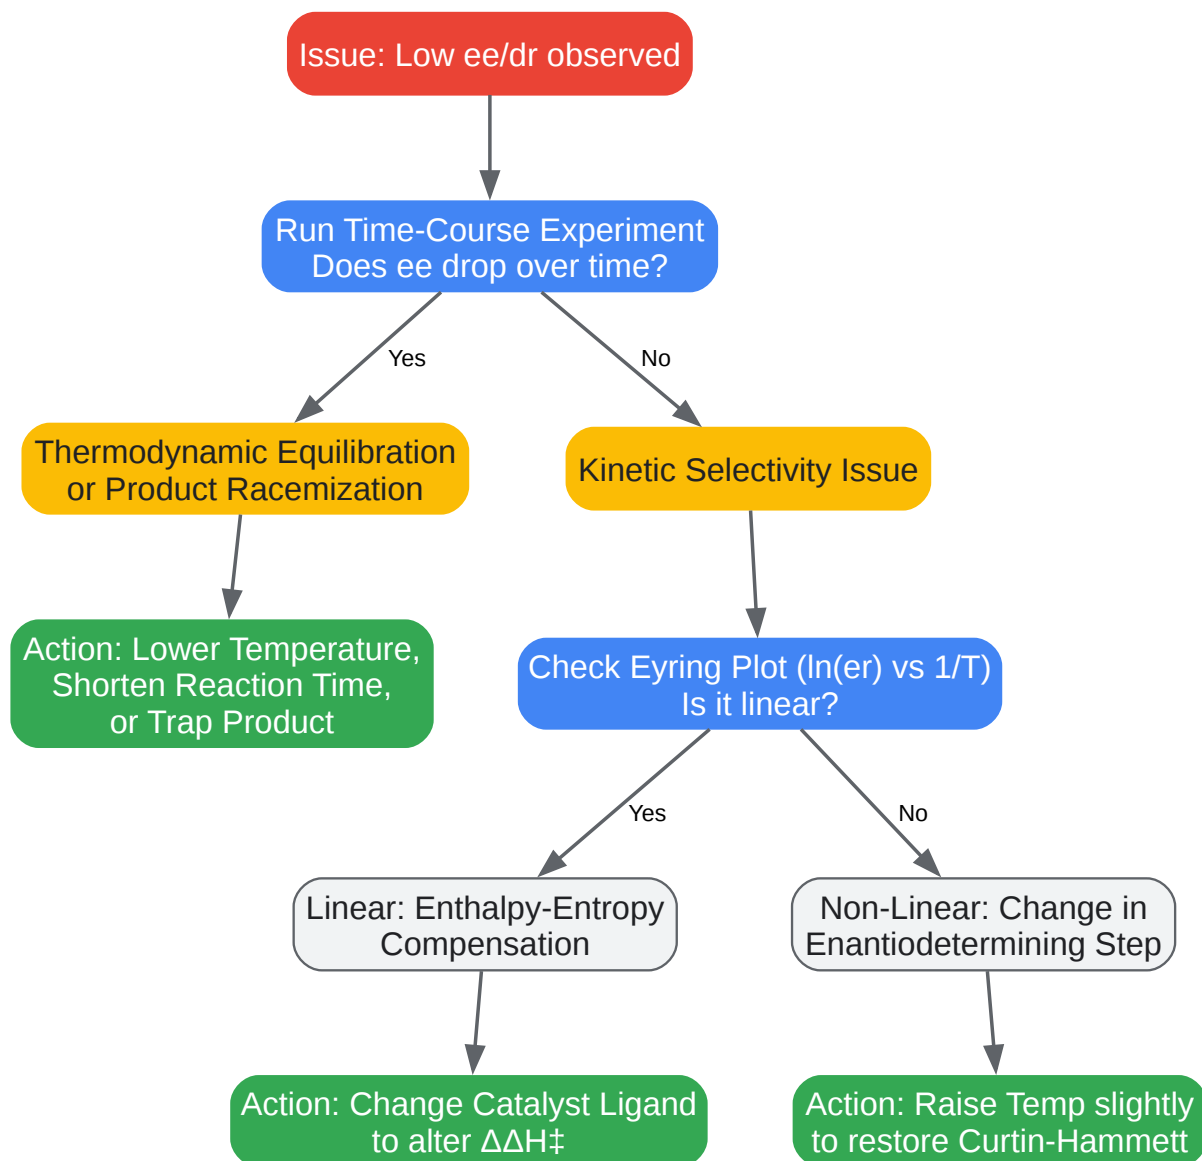 Issue: Low ee/dr observed
Run Time-Course Experiment
Does ee drop over time?
Yes
No
Thermodynamic Equilibration
or Product Racemization
Kinetic Selectivity Issue
Action: Lower Temperature,
Shorten Reaction Time,
or Trap Product
Check Eyring Plot (ln(er) vs 1/T)
Is it linear?
Yes
No
Linear: Enthalpy-Entropy
Compensation
Non-Linear: Change in
Enantiodetermining Step
Action: Change Catalyst Ligand
to alter ΔΔH‡
Action: Raise Temp slightly
to restore Curtin-Hammett